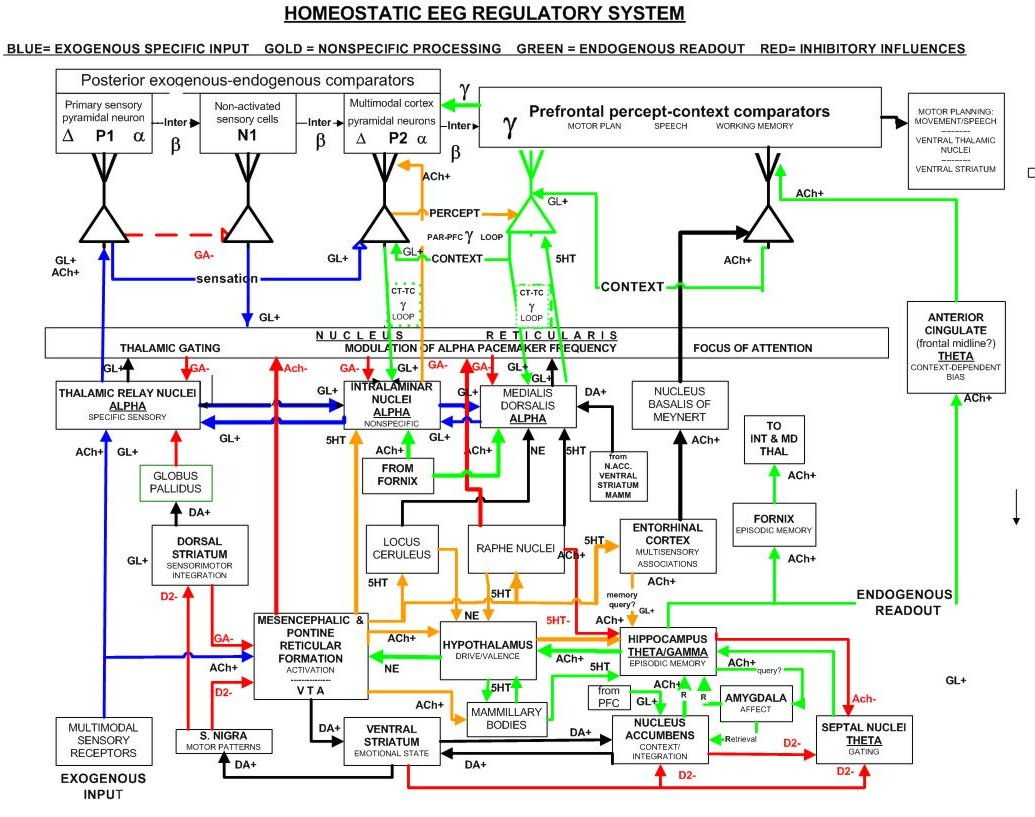 HOMEOSTATIC EEG REGULATORY SYSTEM
BLUE= EXOGENOUS SPECIFIC INPUT GOLD = NONSPECIFIC PROCESSING GREEN = ENDOGENOUS READOUT RED= INHIBITORY INFLUENCES
Posterior exogenous-endogenous comparators
Primary sensory
pyramidal neuron
Δ P1 α
Inter
β
Non-activated
sensory cells
N1
Inter
β
Multimodal cortex
pyramidal neurons
Δ P2 α
γ
Inter
β
Prefrontal percept-context comparators
γ
MOTOR PLAN SPEECH WORKING MEMORY
MOTOR PLANNING:
MOVEMENT/SPEECH
----------
VENTRAL THALAMIC
NUCLEI
----------
VENTRAL STRIATUM
ACh+
ACh+
GL+
PERCEPT
PAR-PFC γ LOOP
CONTEXT
GL+
GA-
GL+
ACh+
GL+
sensation
5HT
ACh+
CONTEXT
CT-TC
γ
LOOP
CT-TC
γ
LOOP
GL+
NUCLEUS RETICULARIS
THALAMIC GATING
MODULATION OF ALPHA PACEMAKER FREQUENCY
FOCUS OF ATTENTION
ANTERIOR
CINGULATE
(frontal midline?)
THETA
CONTEXT-DEPENDENT
BIAS
ACh+
GL+
GA-
Ach-
GA-
GL+
GA-
GA-
GL+
GL+
THALAMIC RELAY NUCLEI
ALPHA
SPECIFIC SENSORY
GL+
GL+
INTRALAMINAR
NUCLEI
ALPHA
NONSPECIFIC
GL+
GL+
MEDIALIS
DORSALIS
ALPHA
DA+
NUCLEUS
BASALIS OF
MEYNERT
ACh+
TO
INT & MD
THAL
ACh+
ACh+
GL+
5HT
ACh+
ACh+
NE
5HT
FROM
FORNIX
from
N.ACC.
VENTRAL
STRIATUM
MAMM
GLOBUS
PALLIDUS
DA+
FORNIX
EPISODIC MEMORY
ACh+
DORSAL
STRIATUM
SENSORIMOTOR
INTEGRATION
GL+
D2-
LOCUS
CERULEUS
RAPHE NUCLEI
ACh+
5HT
ENTORHINAL
CORTEX
MULTISENSORY
ASSOCIATIONS
ACh+
memory
query?
GL+
ACh+
5HT
5HT
NE
5HT-
ENDOGENOUS
READOUT
GA-
ACh+
D2-
MESENCEPHALIC &
PONTINE
RETICULAR
FORMATION
ACTIVATION
--------------
V T A
ACh+
NE
ACh+
HYPOTHALAMUS
DRIVE/VALENCE
ACh+
5HT
5HT
HIPPOCAMPUS
THETA/GAMMA
EPISODIC MEMORY
ACh+
query?
ACh+
R
R
GL+
Ach-
MAMMILLARY
BODIES
from
PFC
GL+
AMYGDALA
AFFECT
Retrieval
MULTIMODAL
SENSORY
RECEPTORS
EXOGENOUS
INPUT
S. NIGRA
MOTOR PATTERNS
DA+
DA+
VENTRAL
STRIATUM
EMOTIONAL STATE
DA+
DA+
NUCLEUS
ACCUMBENS
CONTEXT/
INTEGRATION
D2-
D2-
D2-
SEPTAL NUCLEI
THETA
GATING